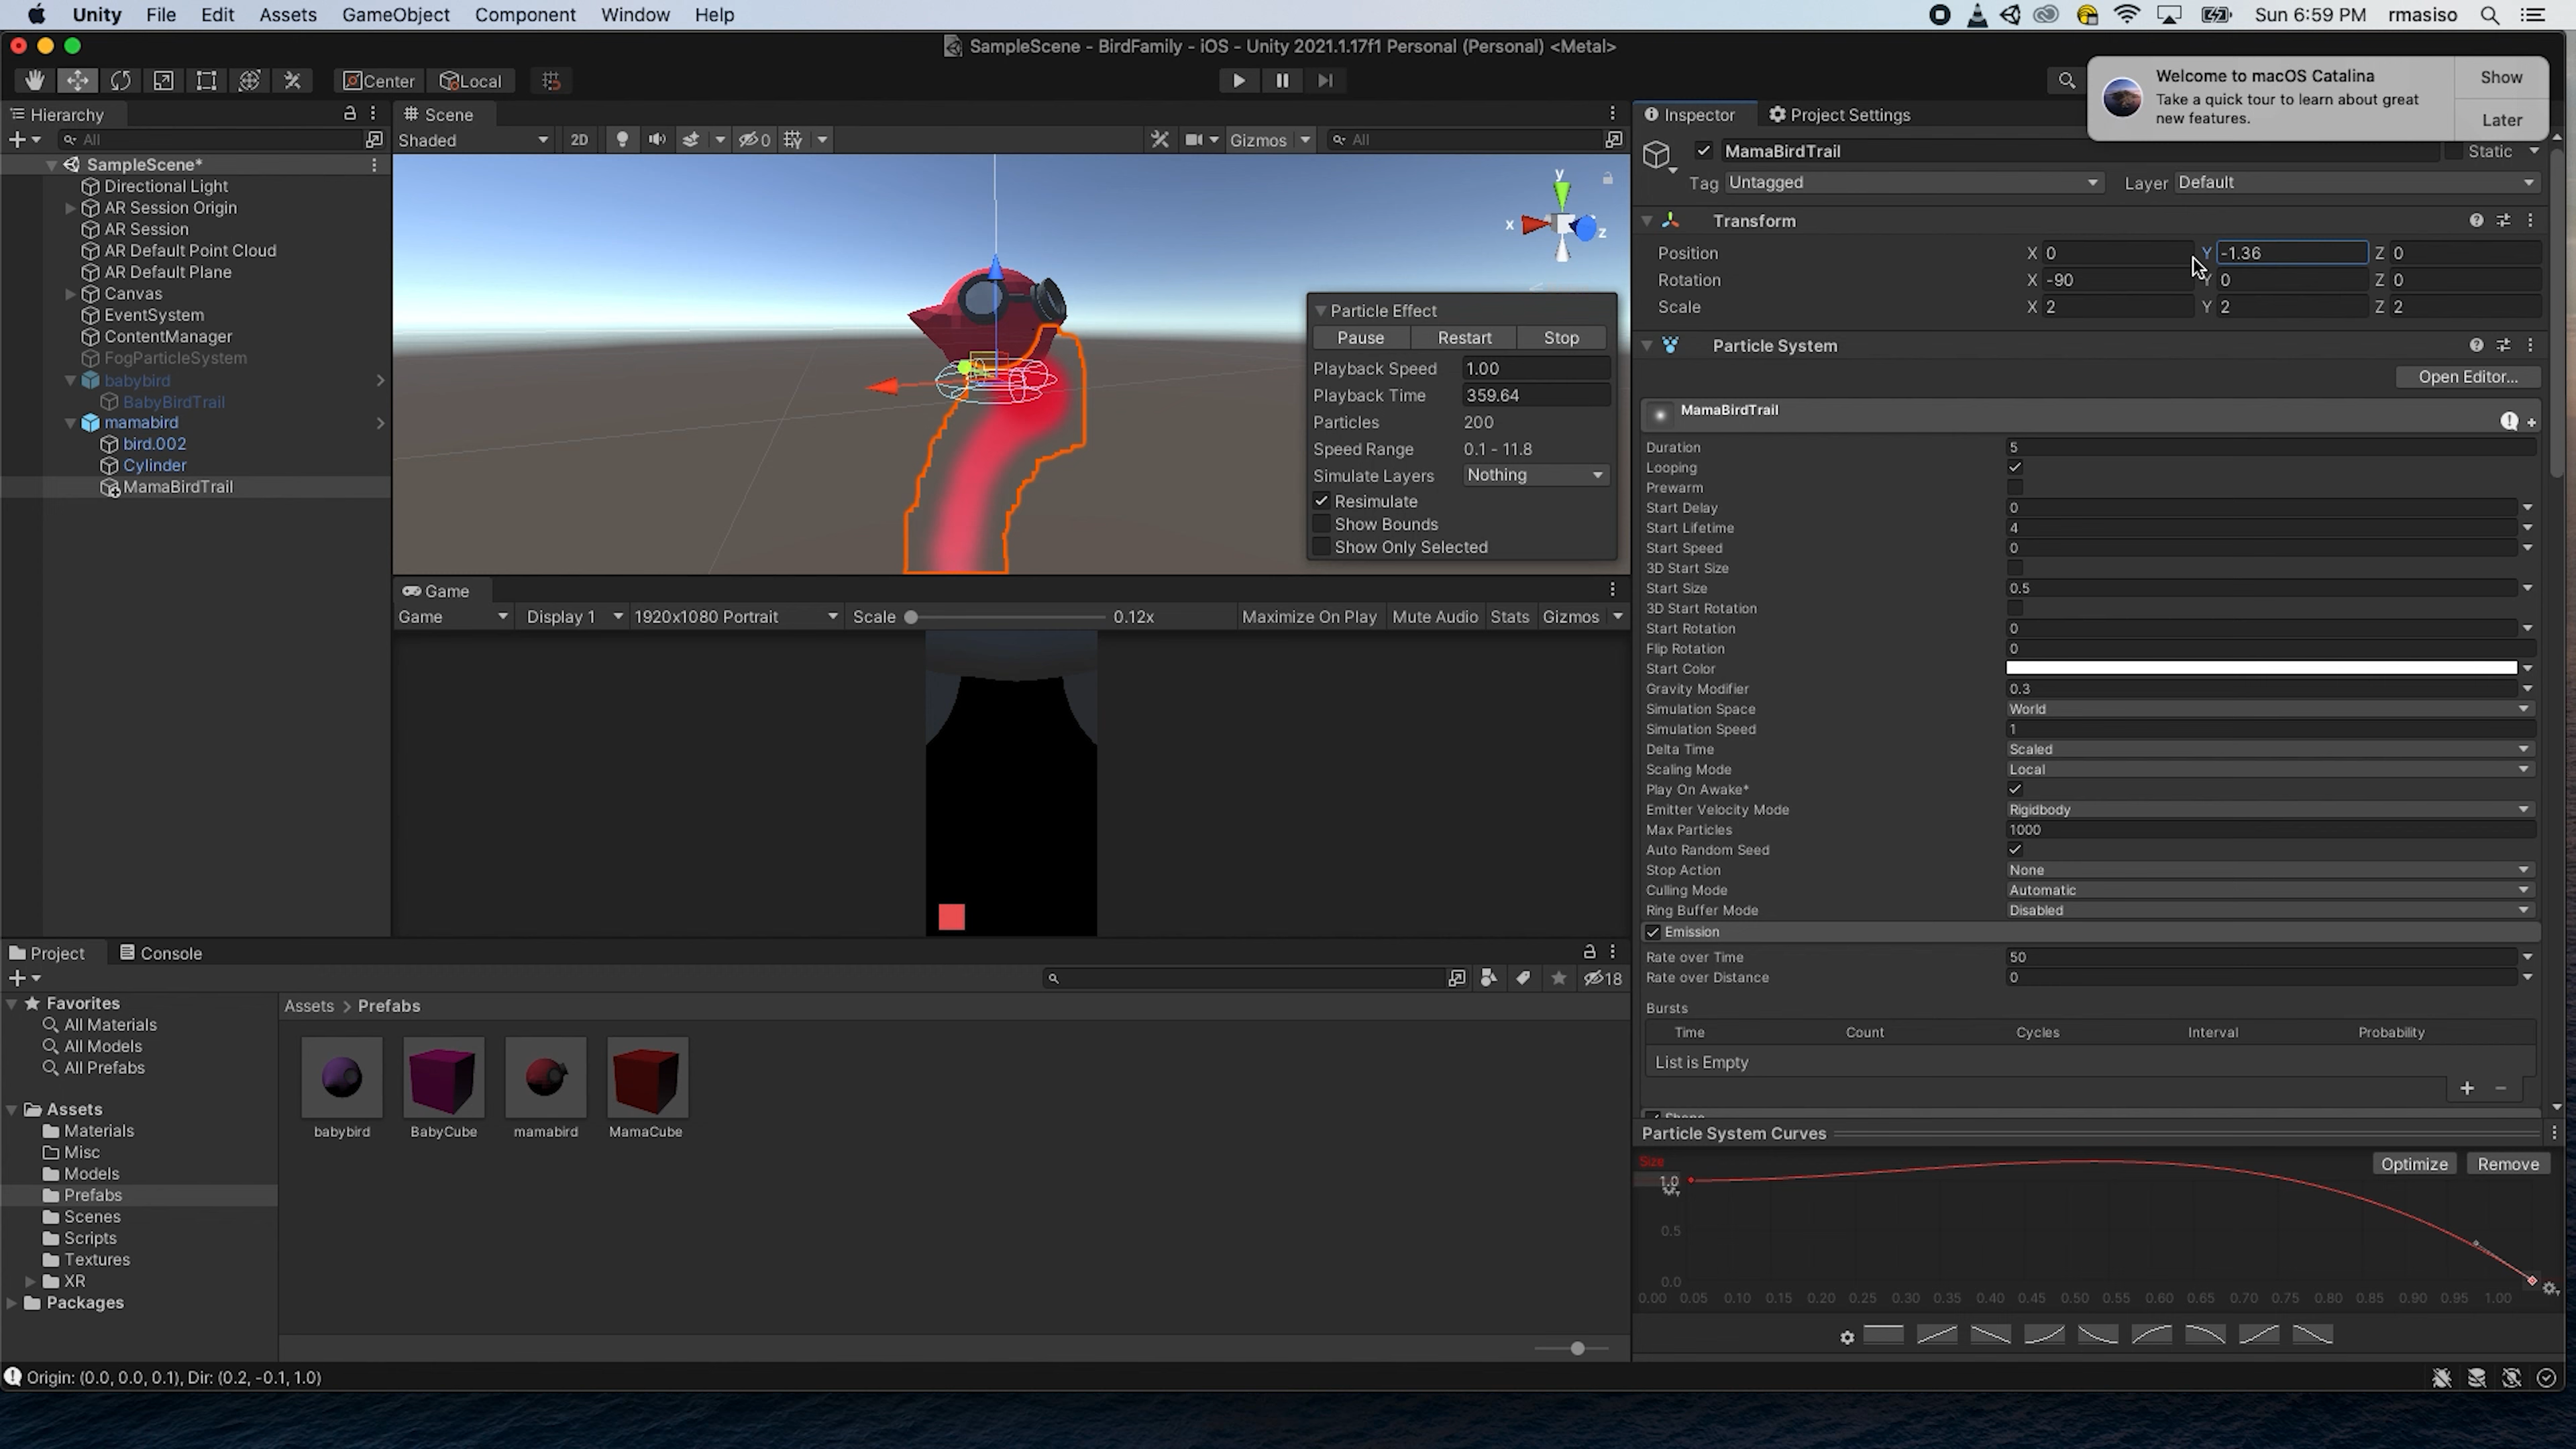 Unity File Edit Assets GameObject Component Window Help
Sun 6:59 PM rmasiso
SampleScene - BirdFamily - iOS - Unity 2021.1.17f1 Personal (Personal) <Metal>
Center Local
Welcome to macOS Catalina
Take a quick tour to learn about great
new features.
Show
Later
Hierarchy
All
SampleScene*
Directional Light
AR Session Origin
AR Session
AR Default Point Cloud
AR Default Plane
Canvas
EventSystem
ContentManager
FogParticleSystem
babybird
BabyBirdTrail
mamabird
bird.002
Cylinder
MamaBirdTrail
Scene
Shaded 2D 0 Gizmos All
y
x
z
Particle Effect
Pause Restart Stop
Playback Speed 1.00
Playback Time 359.64
Particles 200
Speed Range 0.1 - 11.8
Simulate Layers Nothing
Resimulate
Show Bounds
Show Only Selected
Game
Game Display 1 1920x1080 Portrait Scale 0.12x Maximize On Play Mute Audio Stats Gizmos
Inspector Project Settings
MamaBirdTrail Static
Tag Untagged Layer Default
Transform
Position X 0 Y -1.36 Z 0
Rotation X -90 Y 0 Z 0
Scale X 2 Y 2 Z 2
Particle System
Open Editor...
MamaBirdTrail
Duration 5
Looping
Prewarm
Start Delay 0
Start Lifetime 4
Start Speed 0
3D Start Size
Start Size 0.5
3D Start Rotation
Start Rotation 0
Flip Rotation 0
Start Color
Gravity Modifier 0.3
Simulation Space World
Simulation Speed 1
Delta Time Scaled
Scaling Mode Local
Play On Awake*
Emitter Velocity Mode Rigidbody
Max Particles 1000
Auto Random Seed
Stop Action None
Culling Mode Automatic
Ring Buffer Mode Disabled
Emission
Rate over Time 50
Rate over Distance 0
Bursts
Time Count Cycles Interval Probability
List is Empty
Shape
Particle System Curves
Size
Optimize Remove
1.0
0.5
0.0
0.00 0.05 0.10 0.15 0.20 0.25 0.30 0.35 0.40 0.45 0.50 0.55 0.60 0.65 0.70 0.75 0.80 0.85 0.90 0.95 1.00
Project Console
18
Favorites
All Materials
All Models
All Prefabs
Assets
Materials
Misc
Models
Prefabs
Scenes
Scripts
Textures
XR
Packages
Assets > Prefabs
babybird BabyCube mamabird MamaCube
Origin: (0.0, 0.0, 0.1), Dir: (0.2, -0.1, 1.0)